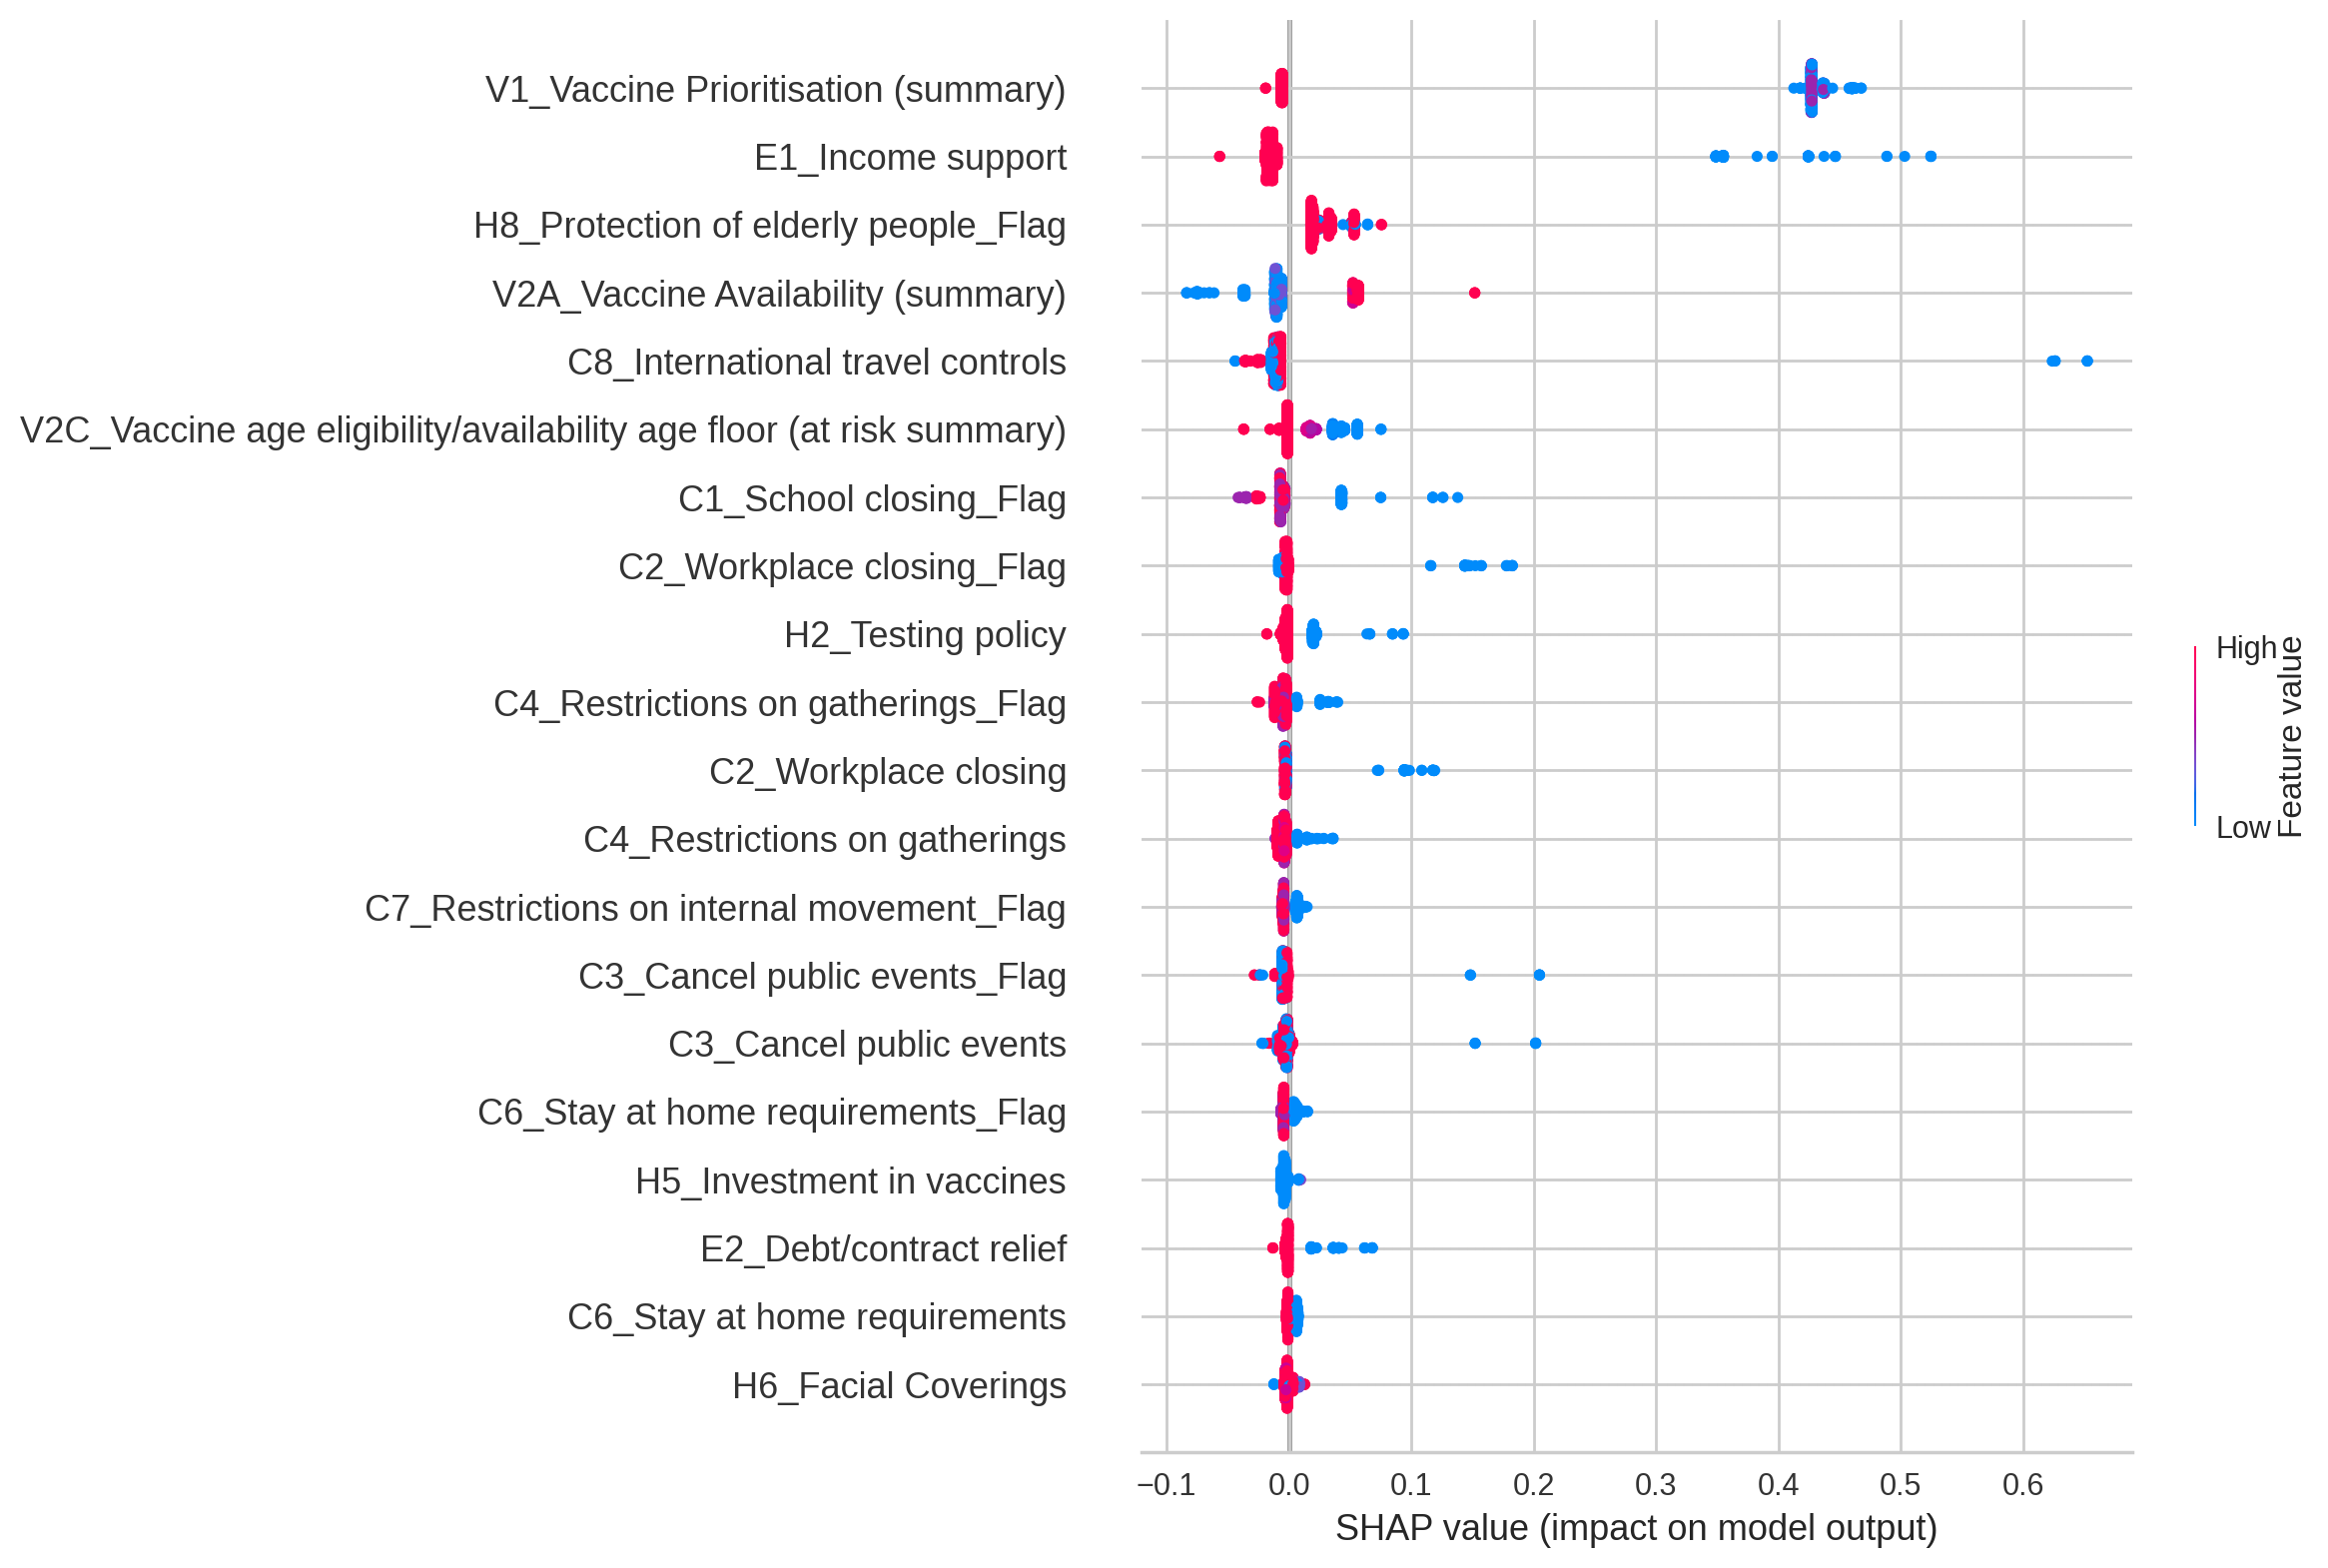 V1_Vaccine Prioritisation (summary)
E1_Income support
H8_Protection of elderly people_Flag
V2A_Vaccine Availability (summary)
C8_International travel controls
V2C_Vaccine age eligibility/availability age floor (at risk summary)
C1_School closing_Flag
C2_Workplace closing_Flag
H2_Testing policy
C4_Restrictions on gatherings_Flag
C2_Workplace closing
C4_Restrictions on gatherings
C7_Restrictions on internal movement_Flag
C3_Cancel public events_Flag
C3_Cancel public events
C6_Stay at home requirements_Flag
H5_Investment in vaccines
E2_Debt/contract relief
C6_Stay at home requirements
H6_Facial Coverings
−0.1 0.0 0.1 0.2 0.3 0.4 0.5 0.6
SHAP value (impact on model output)
High
Low
Feature value